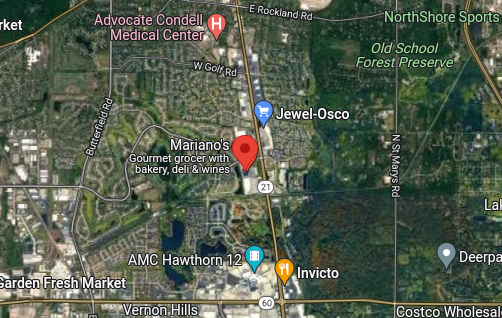 E Rockland Rd
NorthShore Sports
rket
Advocate Condell
Medical Center
H
Old School
Forest Preserve
W Golf Rd
Butterfield Rd
Jewel-Osco
Mariano's
Gourmet grocer with
bakery, deli & wines
N St Marys Rd
21
Lak
AMC Hawthorn 12
Deerpa
Invicto
Garden Fresh Market
Vernon Hills
60
Costco Wholesal